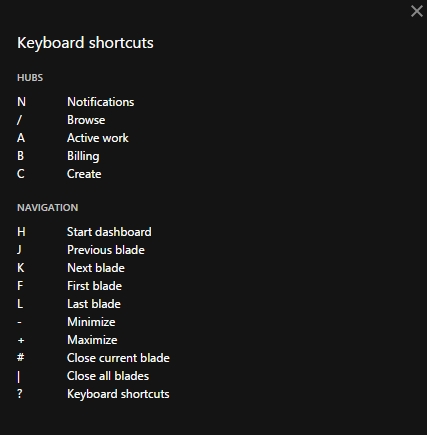 Keyboard shortcuts
HUBS
N Notifications
/ Browse
A Active work
B Billing
C Create
NAVIGATION
H Start dashboard
J Previous blade
K Next blade
F First blade
L Last blade
- Minimize
+ Maximize
# Close current blade
| Close all blades
? Keyboard shortcuts